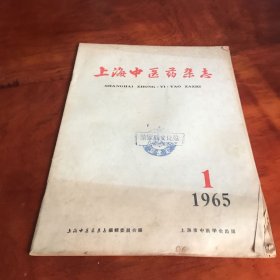 上海中医药杂志
SHANGHAI ZHONG-YI-YAO ZAZHI
1
1965
上海中医药杂志编辑委员会编
上海市中医学会出版